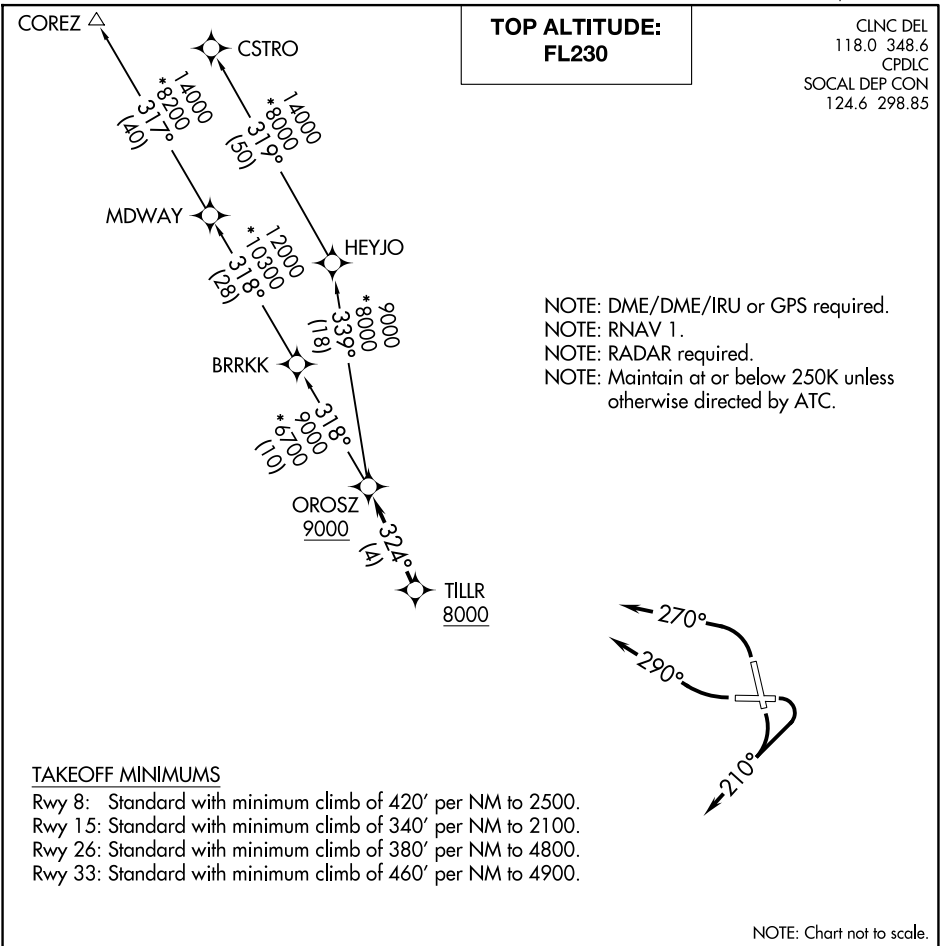 COREZ
CSTRO
TOP ALTITUDE:
FL230
CLNC DEL
118.0 348.6
CPDLC
SOCAL DEP CON
124.6 298.85
14000
*8200
317°
(40)
14000
*8000
319°
(50)
MDWAY
HEYJO
12000
*10300
318°
(28)
9000
*8000
339°
(18)
NOTE: DME/DME/IRU or GPS required.
NOTE: RNAV 1.
NOTE: RADAR required.
NOTE: Maintain at or below 250K unless
otherwise directed by ATC.
BRRKK
318°
9000
*6700
(10)
OROSZ
9000
324°
(4)
TILLR
8000
270°
290°
210°
TAKEOFF MINIMUMS
Rwy 8: Standard with minimum climb of 420' per NM to 2500.
Rwy 15: Standard with minimum climb of 340' per NM to 2100.
Rwy 26: Standard with minimum climb of 380' per NM to 4800.
Rwy 33: Standard with minimum climb of 460' per NM to 4900.
NOTE: Chart not to scale.